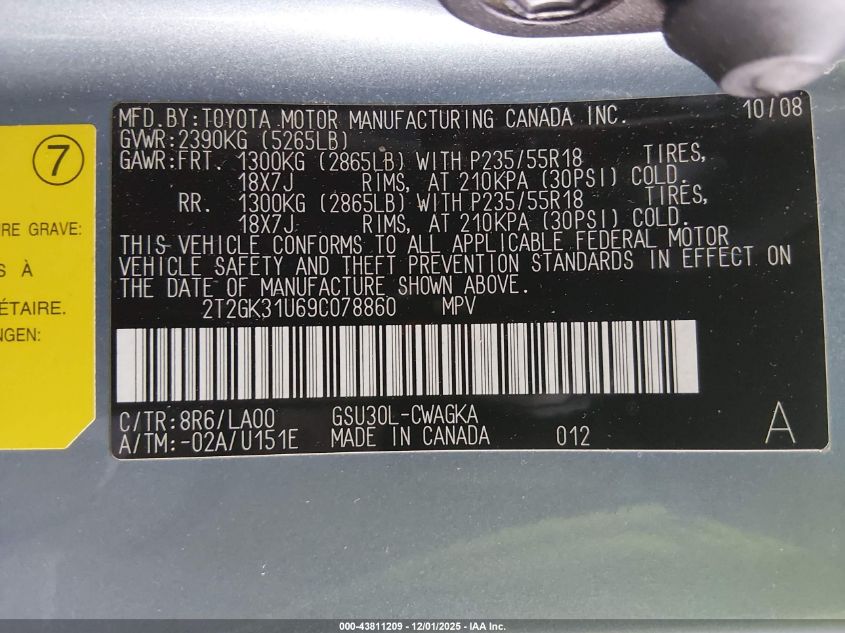 MFD.BY:TOYOTA MOTOR MANUFACTURING CANADA INC. 10/08
GVWR:2390KG (5265LB)
GAWR:FRT. 1300KG (2865LB) WITH P235/55R18 TIRES,
18X7J RIMS, AT 210KPA (30PSI) COLD.
RR. 1300KG (2865LB) WITH P235/55R18 TIRES,
18X7J RIMS, AT 210KPA (30PSI) COLD.
THIS VEHICLE CONFORMS TO ALL APPLICABLE FEDERAL MOTOR
VEHICLE SAFETY AND THEFT PREVENTION STANDARDS IN EFFECT ON
THE DATE OF MANUFACTURE SHOWN ABOVE.
2T2GK31U69C078860 MPV
C/TR:8R6/LA00 GSU30L-CWAGKA
A/TM:-02A/U151E MADE IN CANADA 012 A
7
RE GRAVE:
S À
ÉTAIRE.
NGEN:
000-43811209 - 12/01/2025 - IAA Inc.